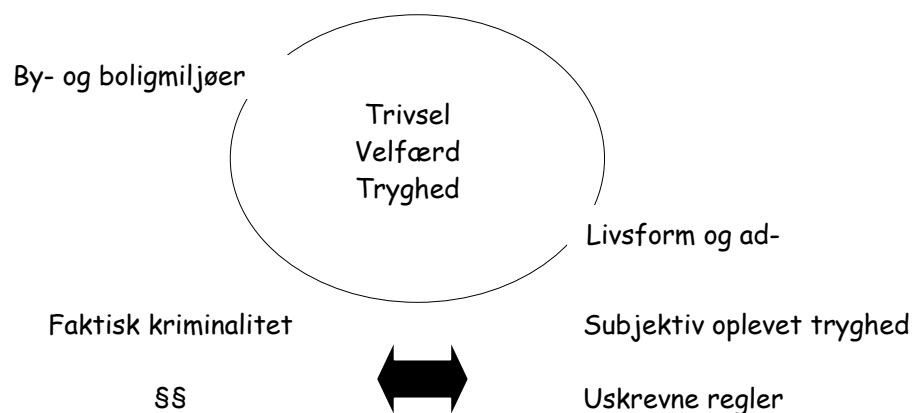 By- og boligmiljøer
Trivsel
Velfærd
Tryghed
Livsform og ad-
Faktisk kriminalitet
Subjektiv oplevet tryghed
§§
Uskrevne regler